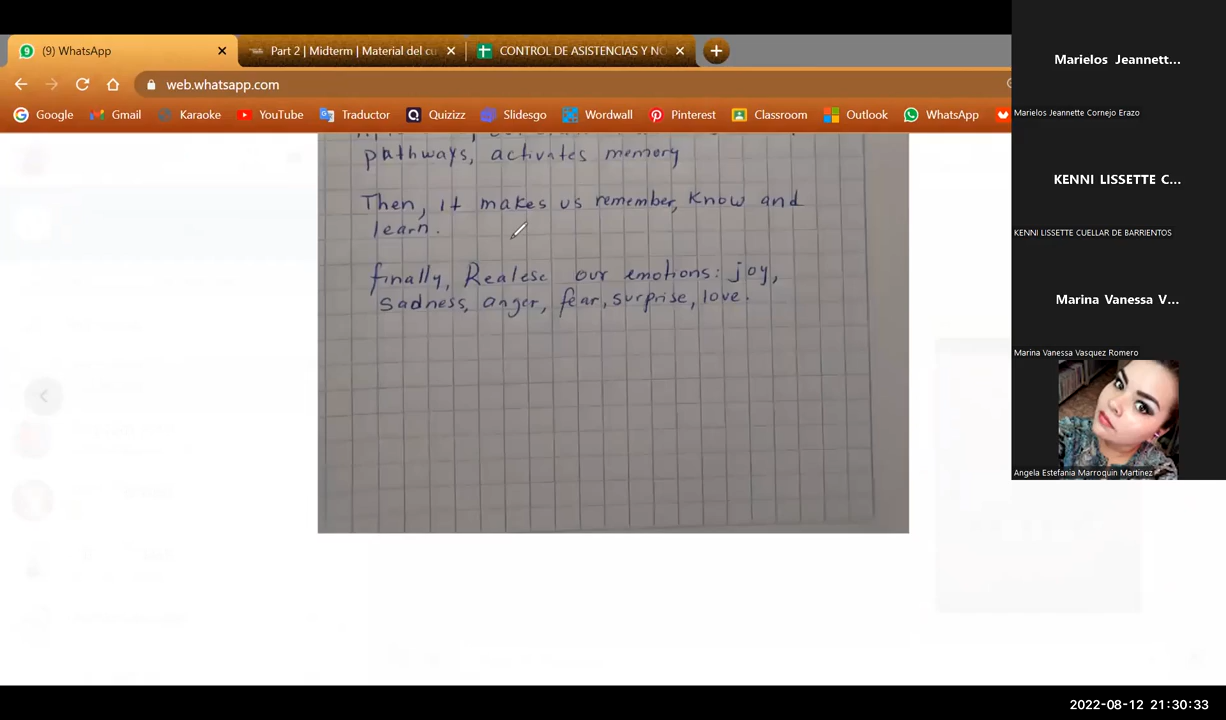 (9) WhatsApp
Part 2 | Midterm | Material del cu
CONTROL DE ASISTENCIAS Y NO
web.whatsapp.com
Google Gmail Karaoke YouTube Traductor Quizizz Slidesgo Wordwall Pinterest Classroom Outlook WhatsApp
pathways, activates memory
Then, it makes us remember, know and
learn.
finally, Realese our emotions: joy,
sadness, anger, fear, surprise, love.
Marielos Jeannett...
Marielos Jeannette Cornejo Erazo
KENNI LISSETTE C...
KENNI LISSETTE CUELLAR DE BARRIENTOS
Marina Vanessa V...
Marina Vanessa Vasquez Romero
Angela Estefania Marroquin Martinez
2022-08-12 21:30:33